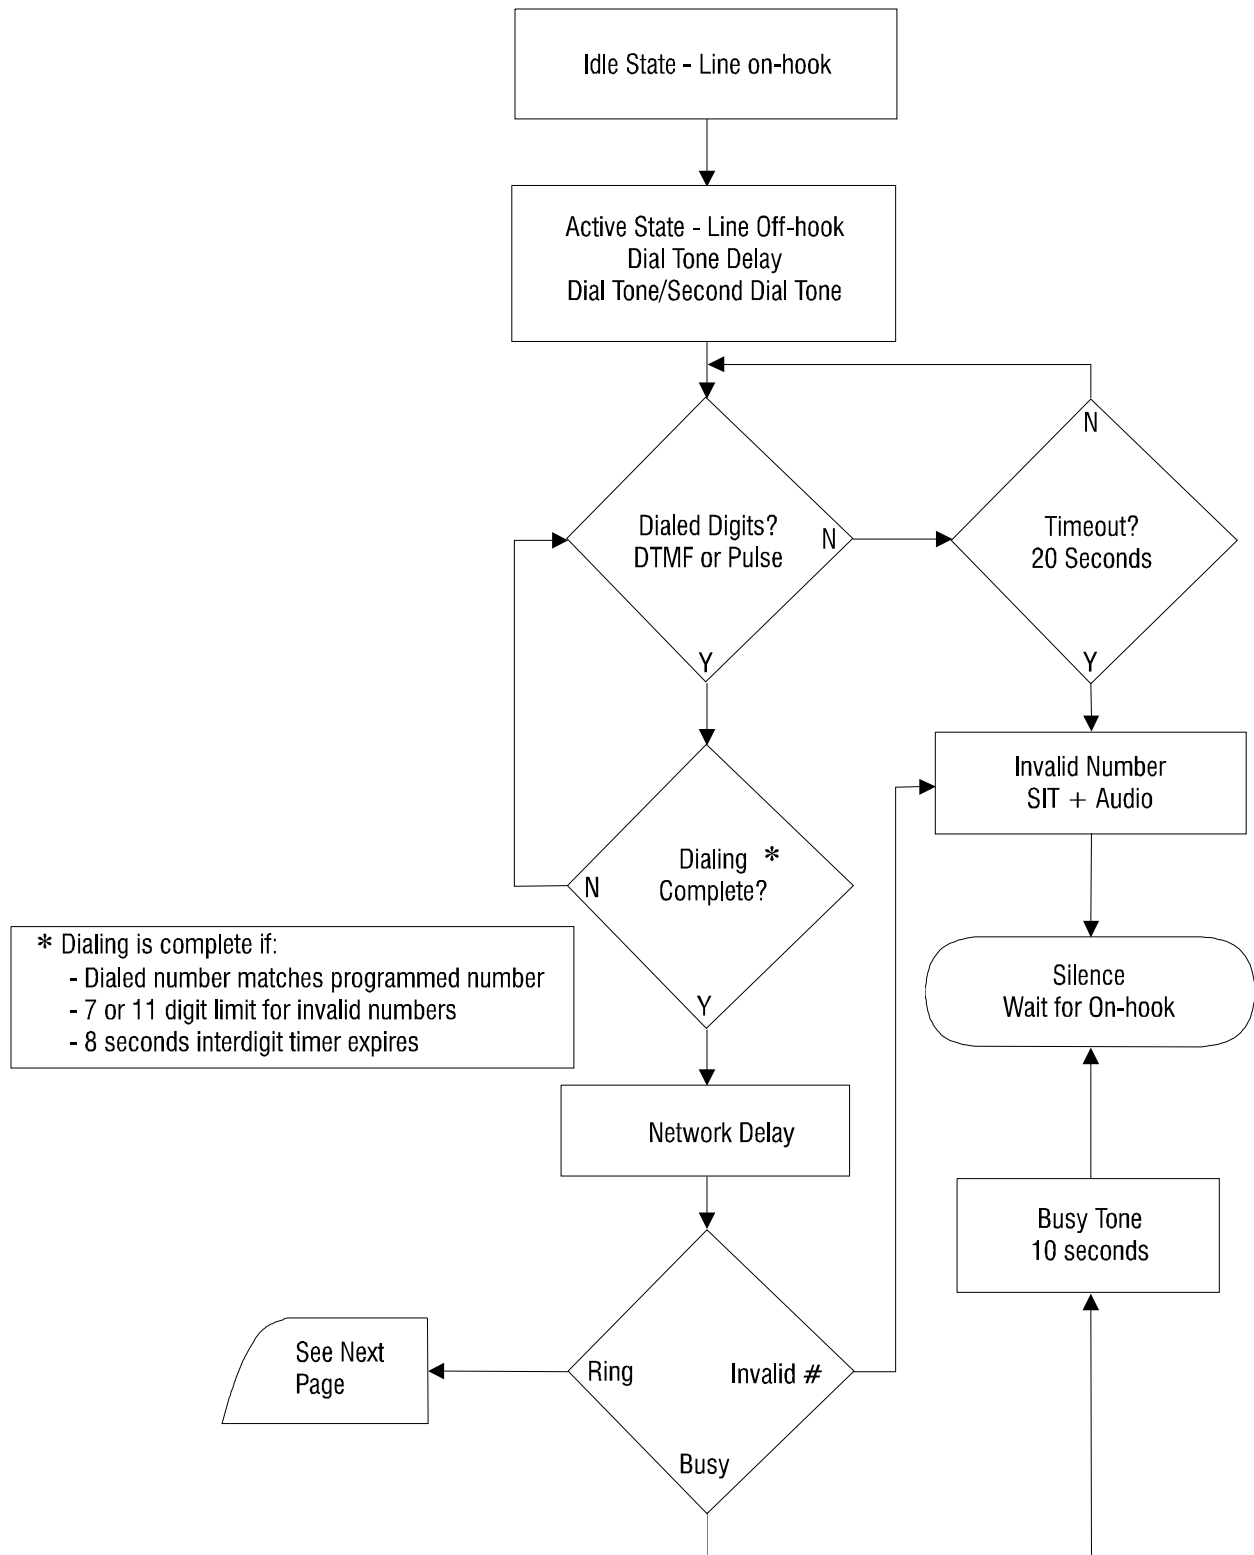 Idle State - Line on-hook
Active State - Line Off-hook
Dial Tone Delay
Dial Tone/Second Dial Tone
N
Dialed Digits?
DTMF or Pulse
N
Timeout?
20 Seconds
Y
Y
Invalid Number
SIT + Audio
Dialing *
Complete?
N
Y
* Dialing is complete if:
- Dialed number matches programmed number
- 7 or 11 digit limit for invalid numbers
- 8 seconds interdigit timer expires
Silence
Wait for On-hook
Network Delay
Busy Tone
10 seconds
See Next
Page
Ring
Invalid #
Busy